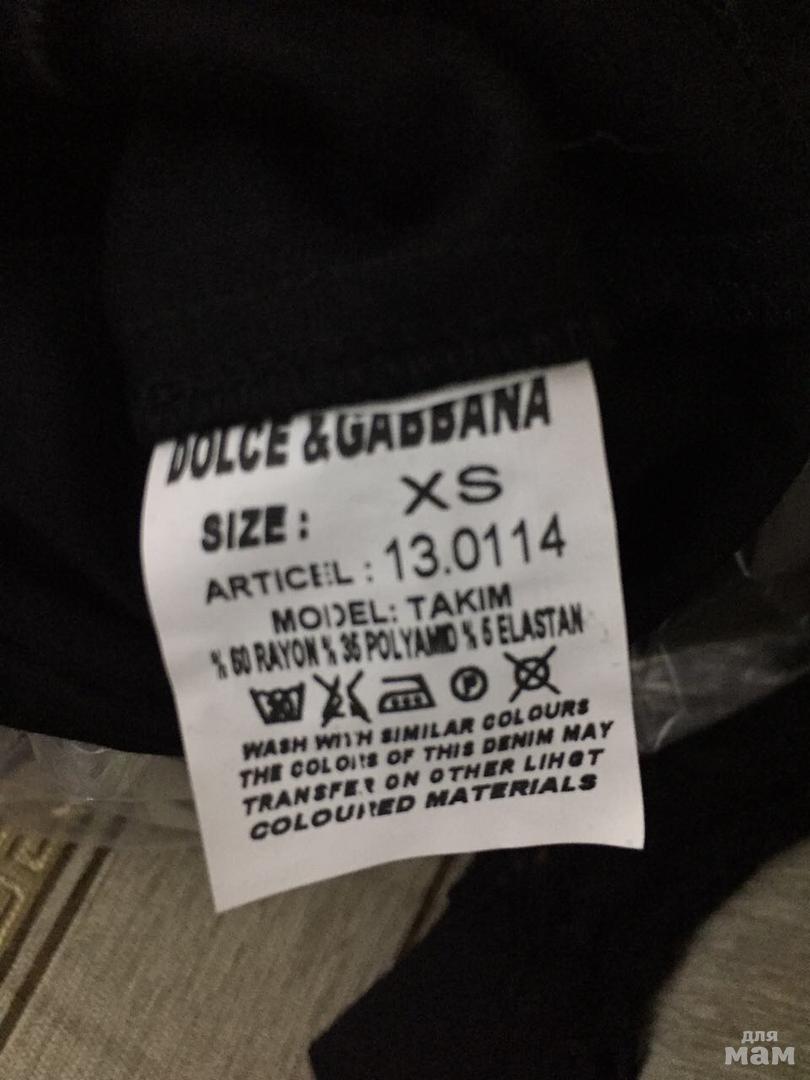 DOLCE & GABBANA
SIZE : XS
ARTICEL : 13.0114
MODEL: TAKIM
% 60 RAYON % 35 POLYAMID % 5 ELASTAN
WASH WITH SIMILAR COLOURS
THE COLORS OF THIS DENIM MAY
TRANSFER ON OTHER LIHGT
COLOURED MATERIALS
для
мам